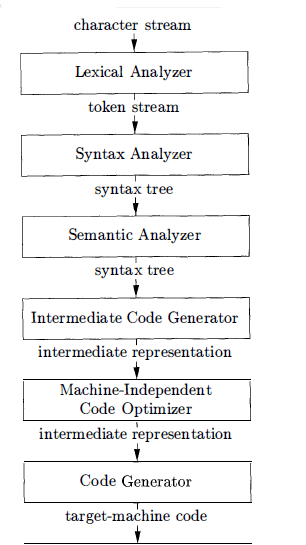 character stream
Lexical Analyzer
token stream
Syntax Analyzer
syntax tree
Semantic Analyzer
syntax tree
Intermediate Code Generator
intermediate representation
Machine-Independent
Code Optimizer
intermediate representation
Code Generator
target-machine code